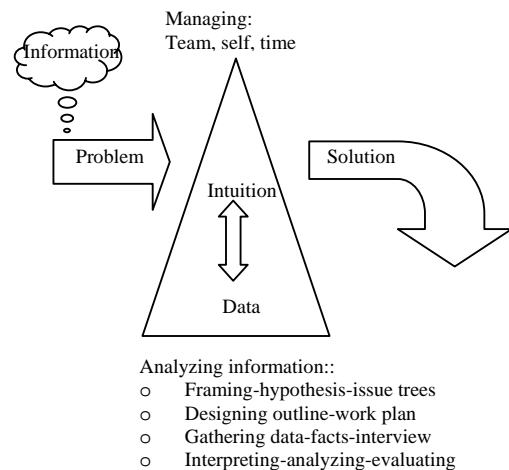 Managing:
Team, self, time
Information
Problem
Solution
Intuition
Data
Analyzing information::
o Framing-hypothesis-issue trees
o Designing outline-work plan
o Gathering data-facts-interview
o Interpreting-analyzing-evaluating